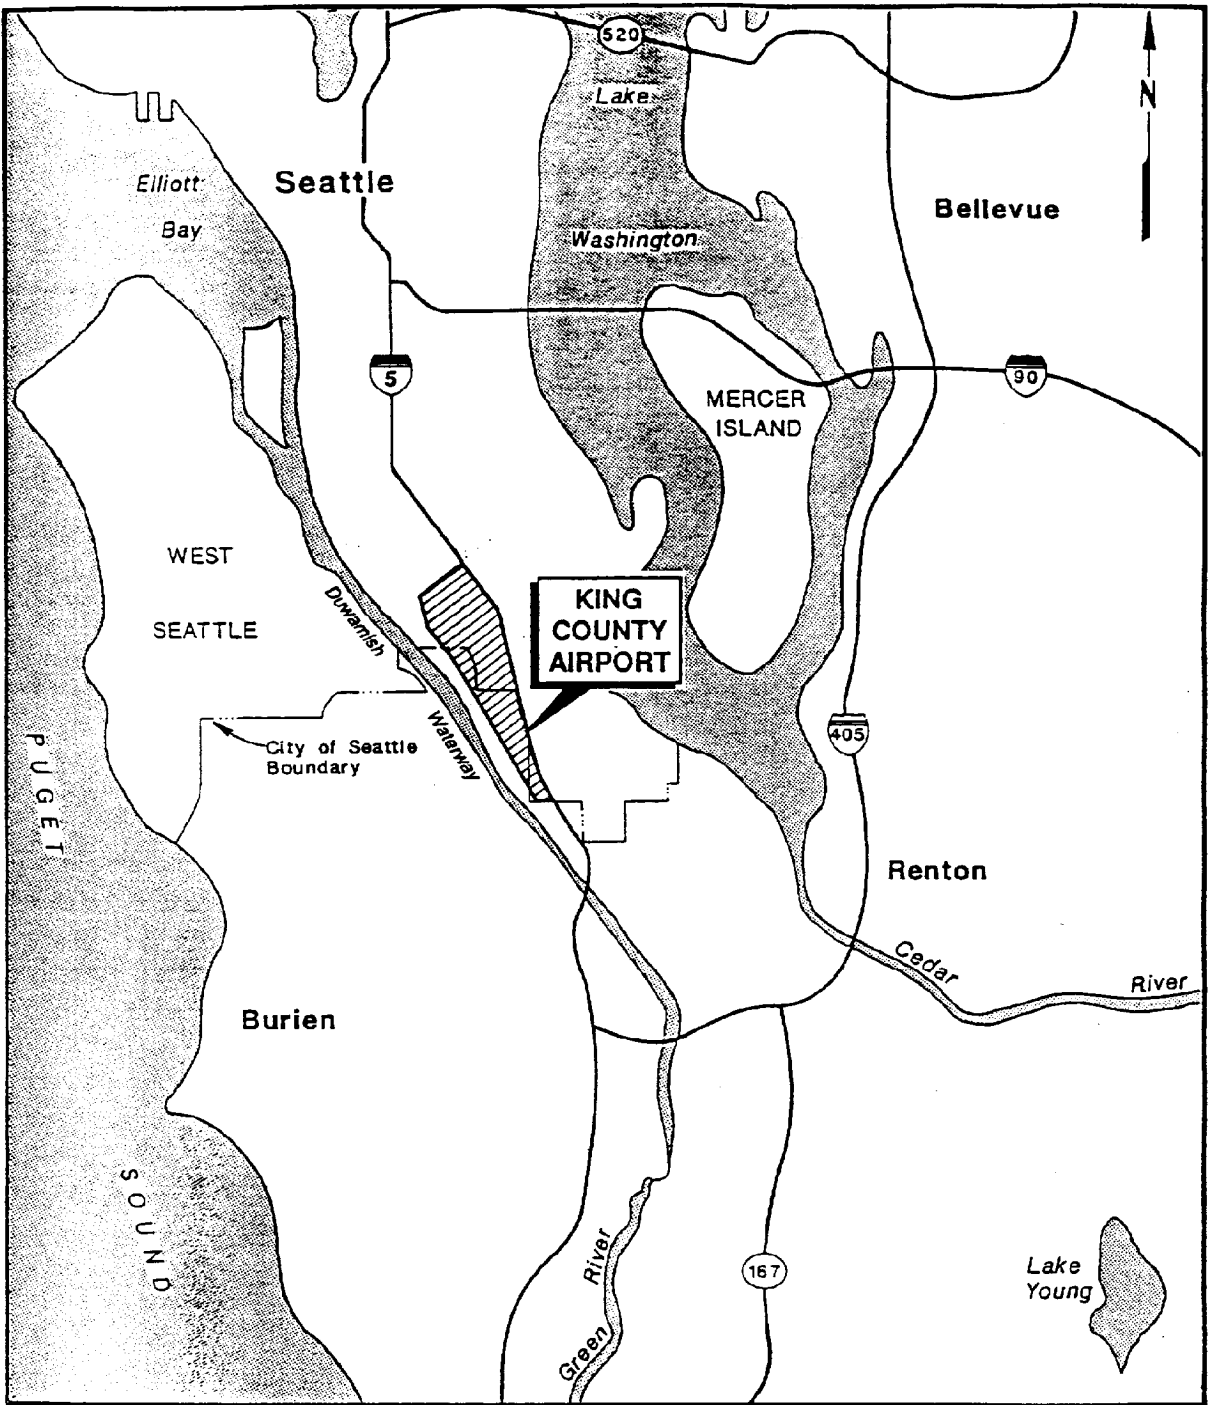 520
Lake
N
Elliott
Bay
Seattle
Bellevue
Washington
5
90
MERCER
ISLAND
WEST
SEATTLE
Duwamish
Waterway
KING
COUNTY
AIRPORT
City of Seattle
Boundary
405
PUGET
SOUND
Renton
Cedar
River
Burien
River
Green
167
Lake
Young